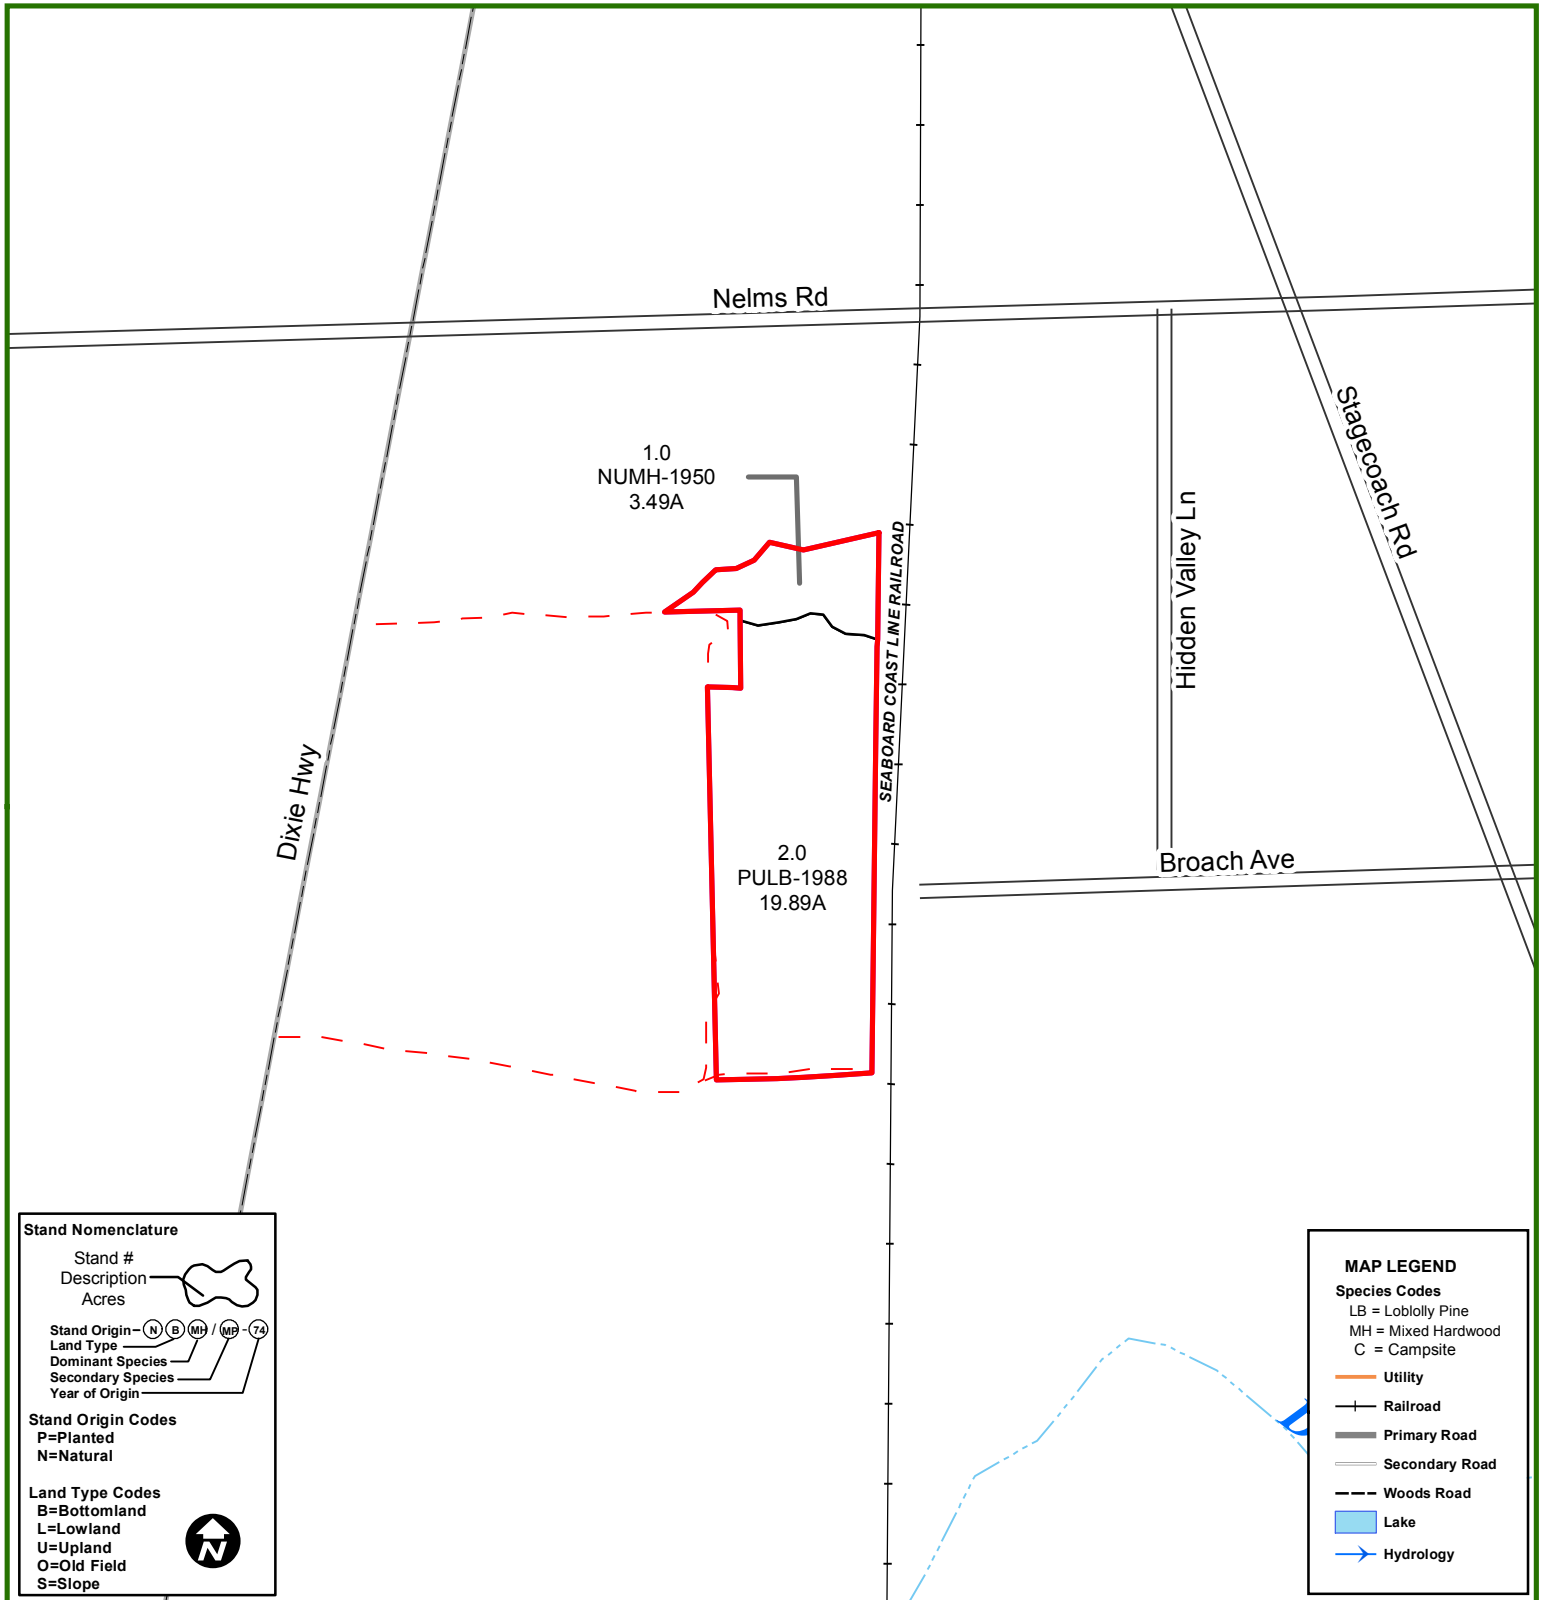 Nelms Rd
Stagecoach Rd
1.0
NUMH-1950
3.49A
SEABOARD COAST LINE RAILROAD
Hidden Valley Ln
Dixie Hwy
2.0
PULB-1988
19.89A
Broach Ave
Stand Nomenclature
Stand #
Description
Acres
Stand Origin N B MH / MP - 74
Land Type
Dominant Species
Secondary Species
Year of Origin
Stand Origin Codes
P=Planted
N=Natural
Land Type Codes
B=Bottomland
L=Lowland
U=Upland
O=Old Field
S=Slope
N
MAP LEGEND
Species Codes
LB = Loblolly Pine
MH = Mixed Hardwood
C = Campsite
Utility
Railroad
Primary Road
Secondary Road
Woods Road
Lake
Hydrology